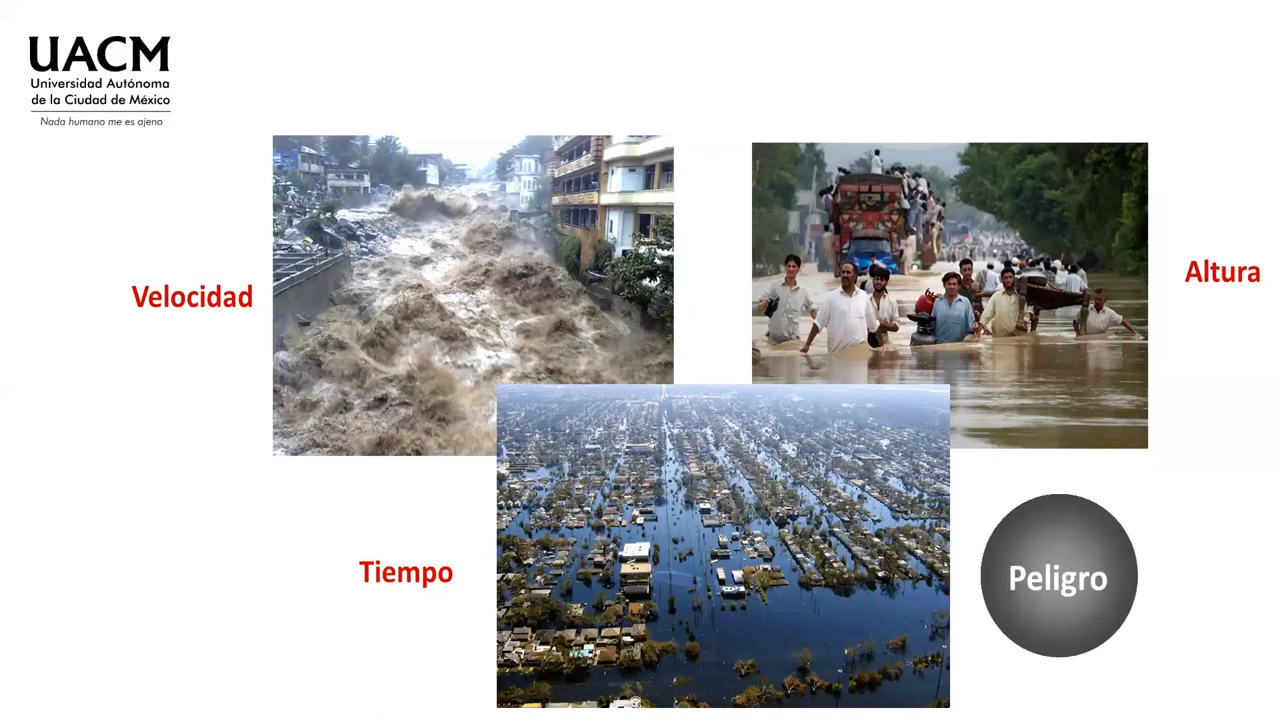 UACM
Universidad Autónoma
de la Ciudad de México
Nada humano me es ajeno
Velocidad
Altura
Tiempo
Peligro